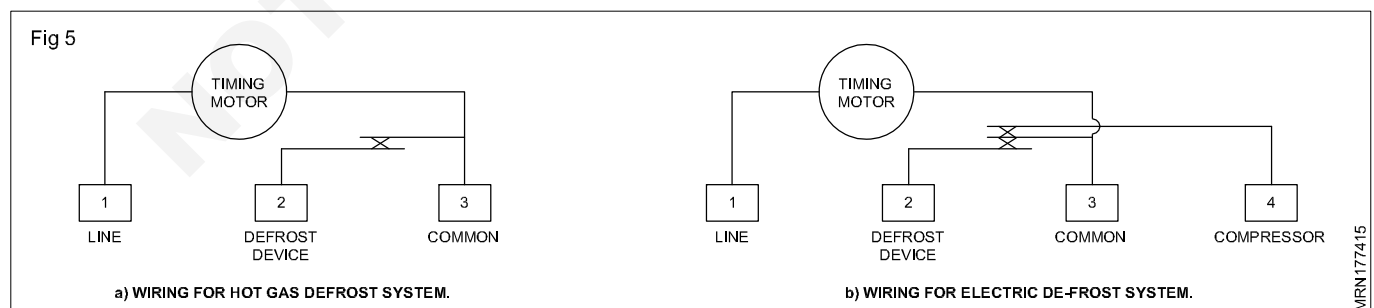 Fig 5
TIMING
MOTOR
1
2
3
LINE
DEFROST
DEVICE
COMMON
a) WIRING FOR HOT GAS DEFROST SYSTEM.
TIMING
MOTOR
1
2
3
4
LINE
DEFROST
DEVICE
COMMON
COMPRESSOR
b) WIRING FOR ELECTRIC DE-FROST SYSTEM.
MRN177415